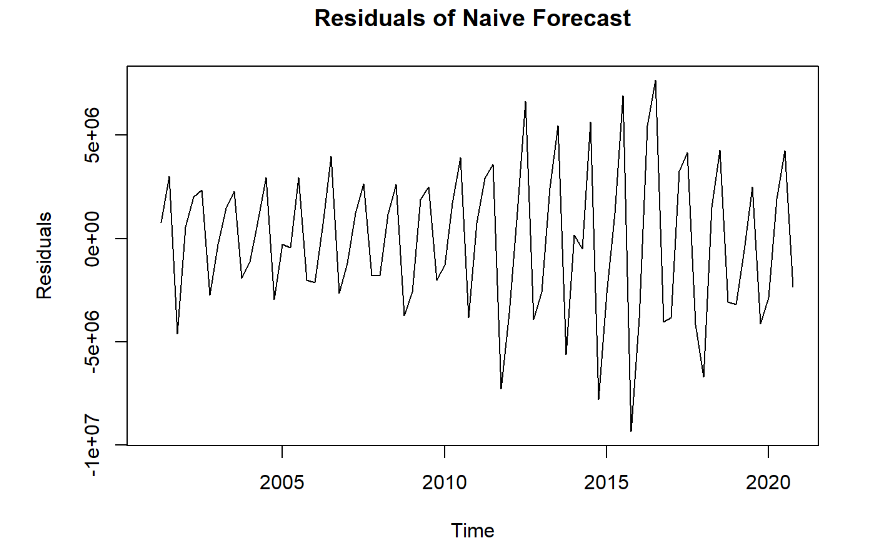 Residuals of Naive Forecast
Residuals
5e+06
0e+00
-5e+06
-1e+07
2005 2010 2015 2020
Time